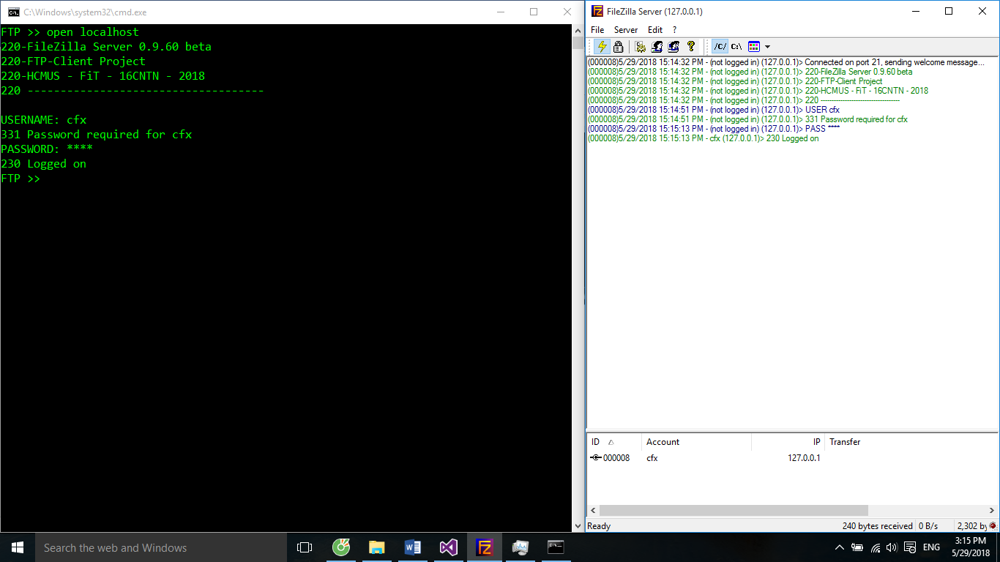 C:\Windows\system32\cmd.exe
FTP >> open localhost
220-FileZilla Server 0.9.60 beta
220-FTP-Client Project
220-HCMUS - FiT - 16CNTN - 2018
220 ------------------------------------
USERNAME: cfx
331 Password required for cfx
PASSWORD: ****
230 Logged on
FTP >>
FileZilla Server (127.0.0.1)
File Server Edit ?
/C/ C:\
(000008)5/29/2018 15:14:32 PM - (not logged in) (127.0.0.1)> Connected on port 21, sending welcome message...
(000008)5/29/2018 15:14:32 PM - (not logged in) (127.0.0.1)> 220-FileZilla Server 0.9.60 beta
(000008)5/29/2018 15:14:32 PM - (not logged in) (127.0.0.1)> 220-FTP-Client Project
(000008)5/29/2018 15:14:32 PM - (not logged in) (127.0.0.1)> 220-HCMUS - FiT - 16CNTN - 2018
(000008)5/29/2018 15:14:32 PM - (not logged in) (127.0.0.1)> 220 ------------------------------------
(000008)5/29/2018 15:14:51 PM - (not logged in) (127.0.0.1)> USER cfx
(000008)5/29/2018 15:14:51 PM - (not logged in) (127.0.0.1)> 331 Password required for cfx
(000008)5/29/2018 15:15:13 PM - (not logged in) (127.0.0.1)> PASS ****
(000008)5/29/2018 15:15:13 PM - cfx (127.0.0.1)> 230 Logged on
ID Account IP Transfer
000008 cfx 127.0.0.1
Ready 240 bytes received 0 B/s 2,302 by
Search the web and Windows
ENG
3:15 PM
5/29/2018